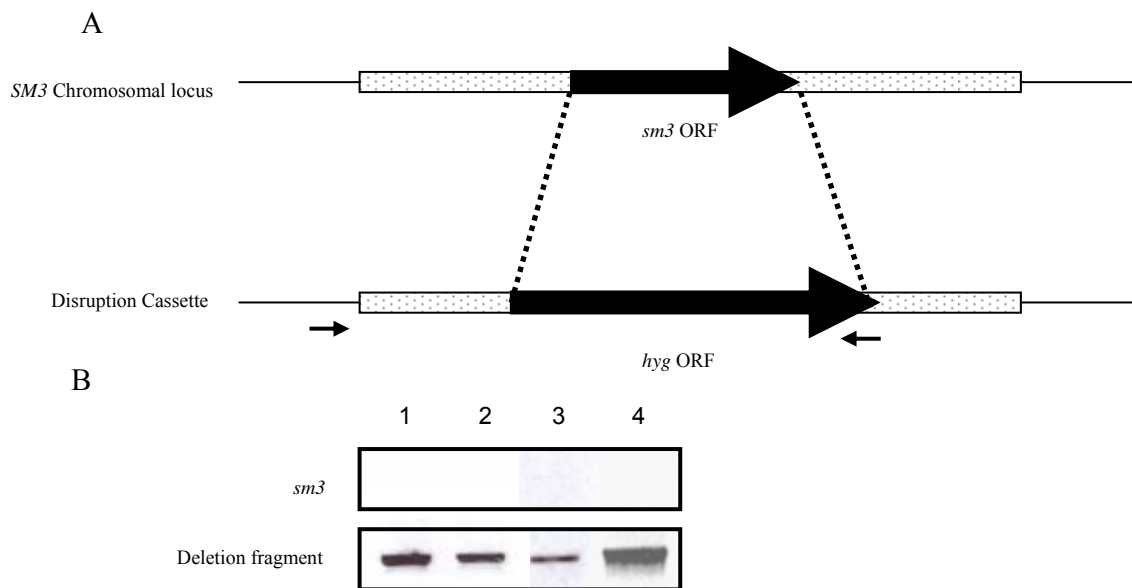 A
SM3 Chromosomal locus
sm3 ORF
Disruption Cassette
hyg ORF
B
1 2 3 4
sm3
Deletion fragment